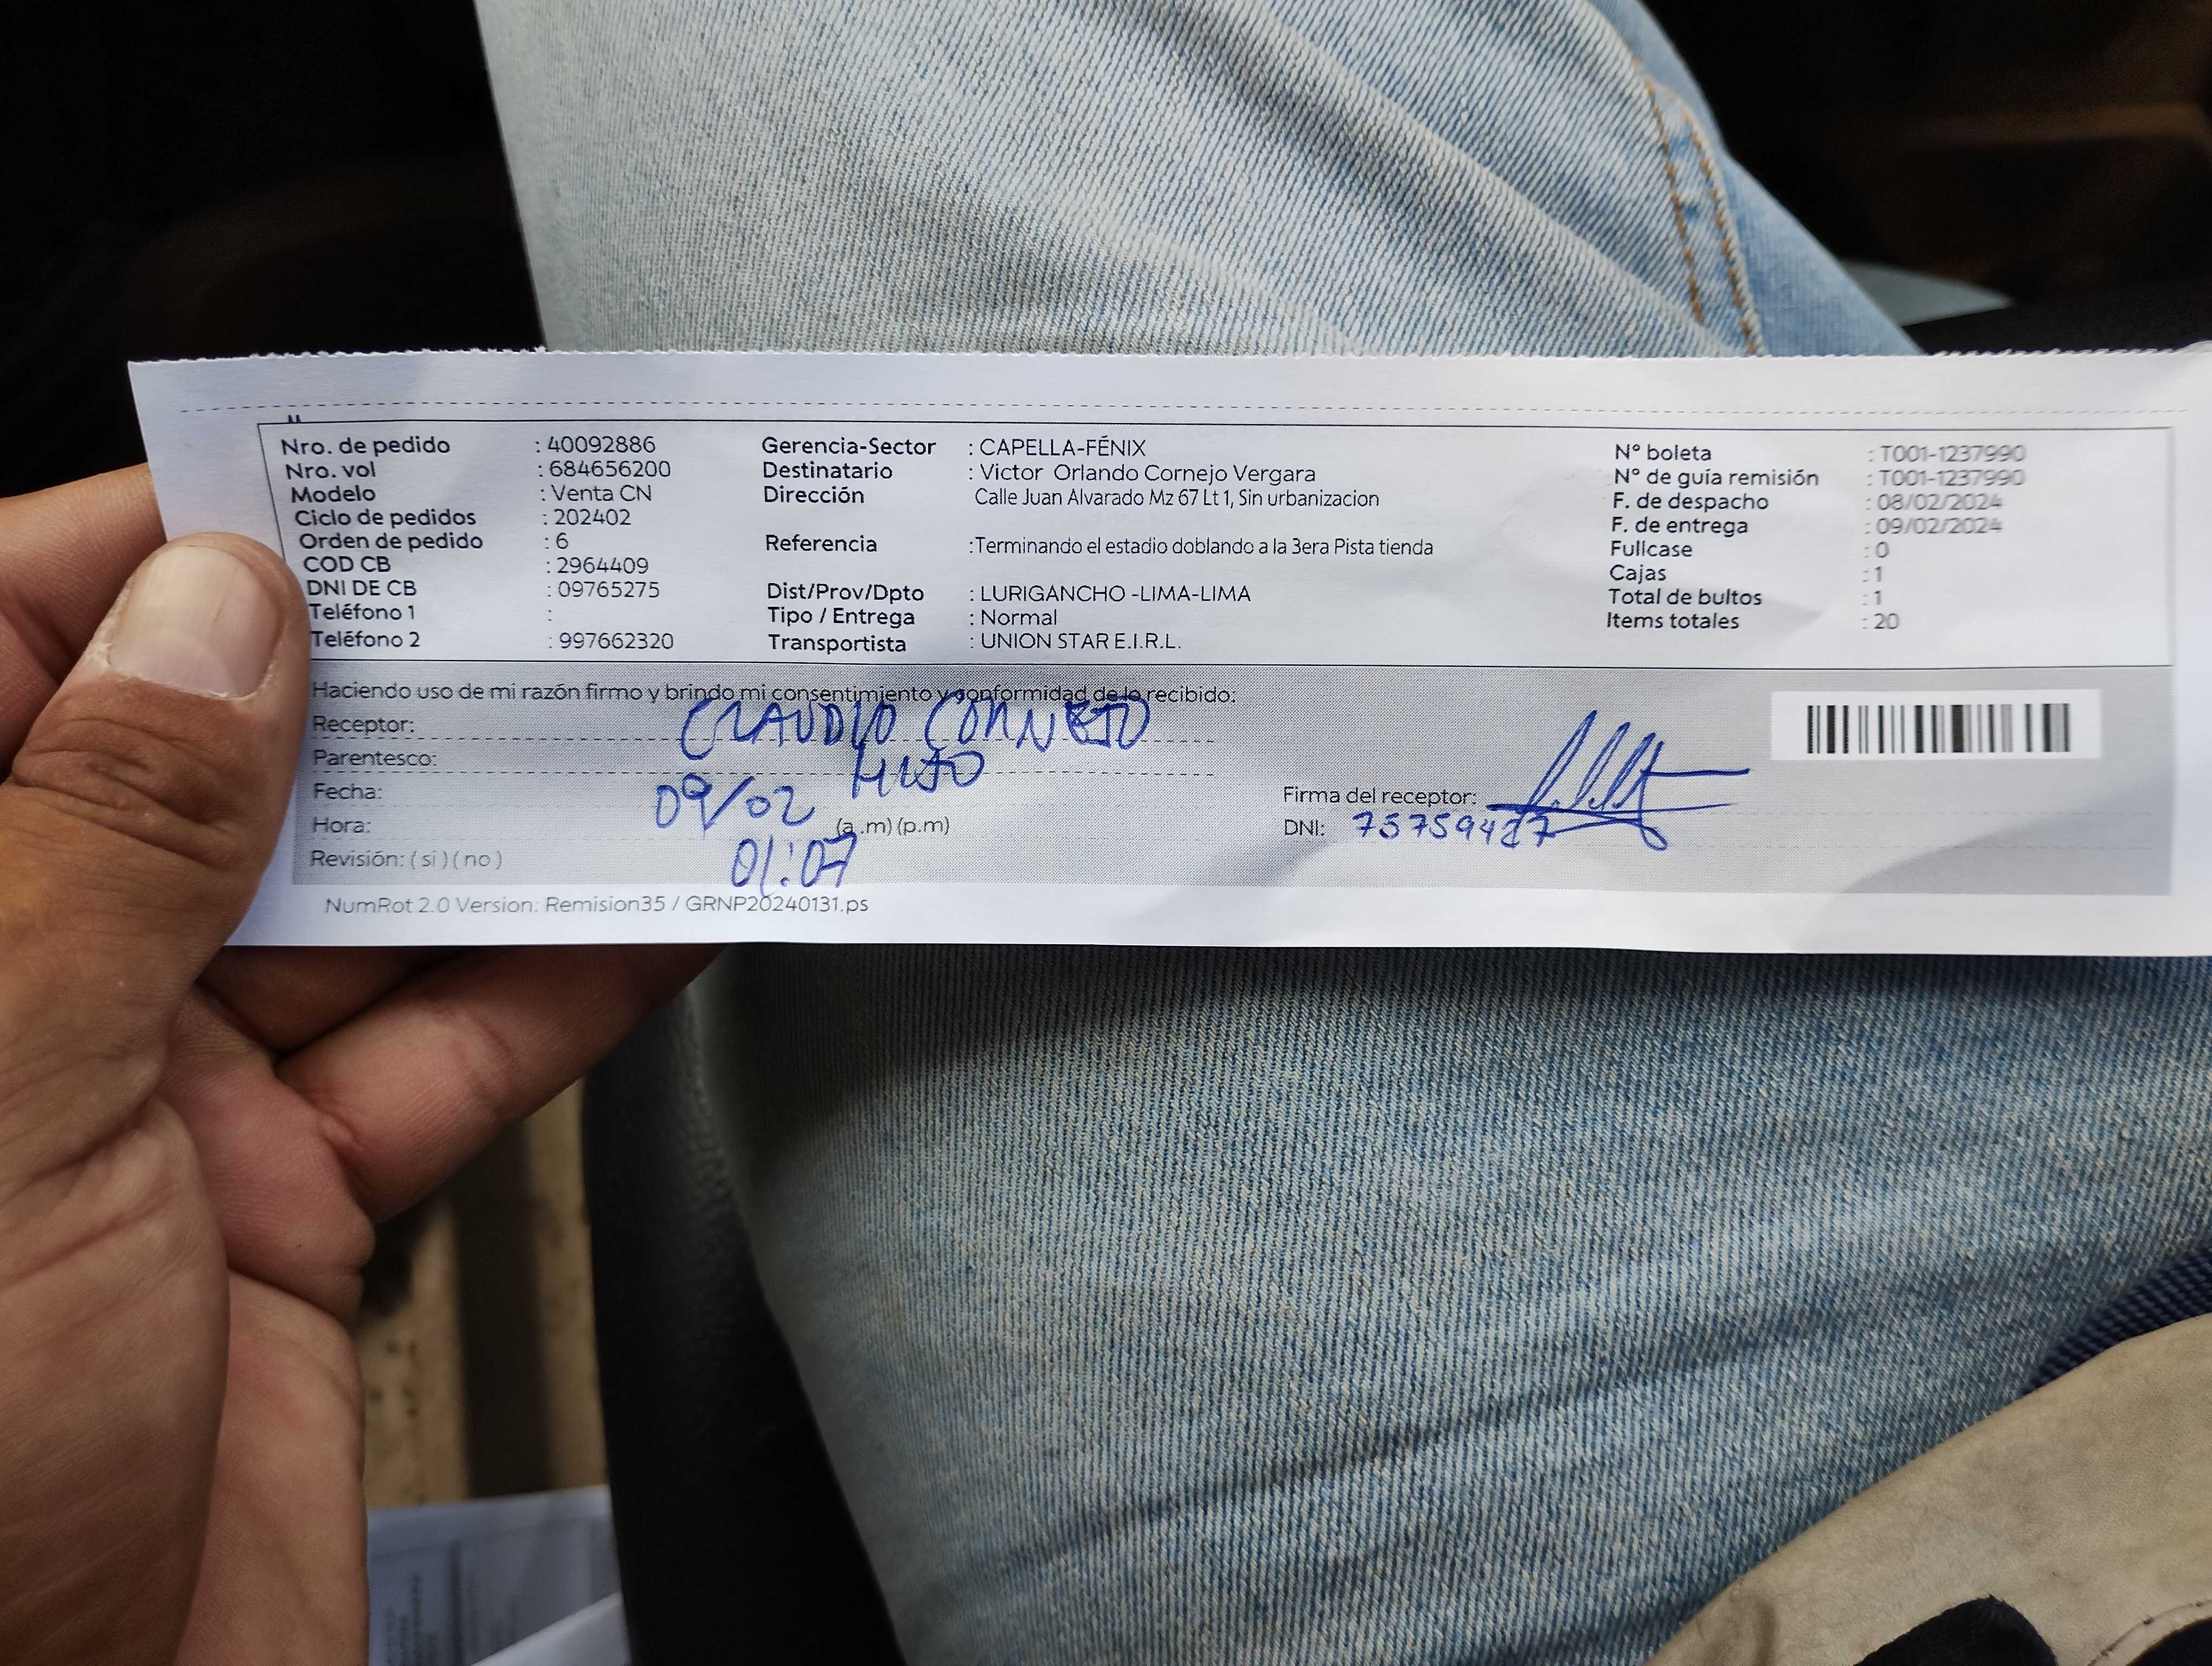 Nro. de pedido : 40092886
Nro. vol : 684656200
Modelo : Venta CN
Ciclo de pedidos : 202402
Orden de pedido : 6
COD CB : 2964409
DNI DE CB : 09765275
Teléfono 1 :
Teléfono 2 : 997662320
Gerencia-Sector : CAPELLA-FÉNIX
Destinatario : Victor Orlando Cornejo Vergara
Dirección Calle Juan Alvarado Mz 67 Lt 1, Sin urbanizacion
Referencia :Terminando el estadio doblando a la 3era Pista tienda
Dist/Prov/Dpto : LURIGANCHO -LIMA-LIMA
Tipo / Entrega : Normal
Transportista : UNION STAR E.I.R.L.
N° boleta : T001-1237990
N° de guía remisión : T001-1237990
F. de despacho : 08/02/2024
F. de entrega : 09/02/2024
Fullcase : 0
Cajas : 1
Total de bultos : 1
Items totales : 20
Haciendo uso de mi razón firmo y brindo mi consentimiento y conformidad de lo recibido:
Receptor: CLAUDIO CORNEJO
Parentesco: HIJO
Fecha: 09/02
Hora: 01:07 (a.m) (p.m)
Revisión: ( si ) ( no )
Firma del receptor:
DNI:
NumRot 2.0 Version: Remision35 / GRNP20240131.ps